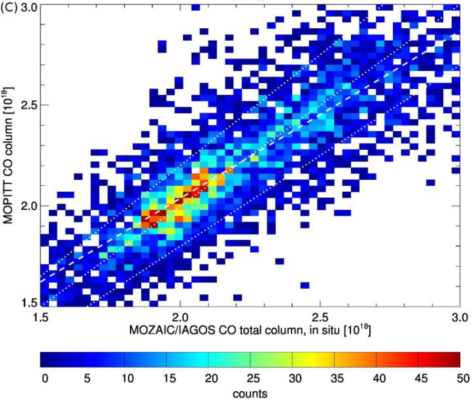 (C)
3.0
2.5
2.0
1.5
MOPITT CO column [10¹⁸]
1.5 2.0 2.5 3.0
MOZAIC/IAGOS CO total column, in situ [10¹⁸]
0 5 10 15 20 25 30 35 40 45 50
counts